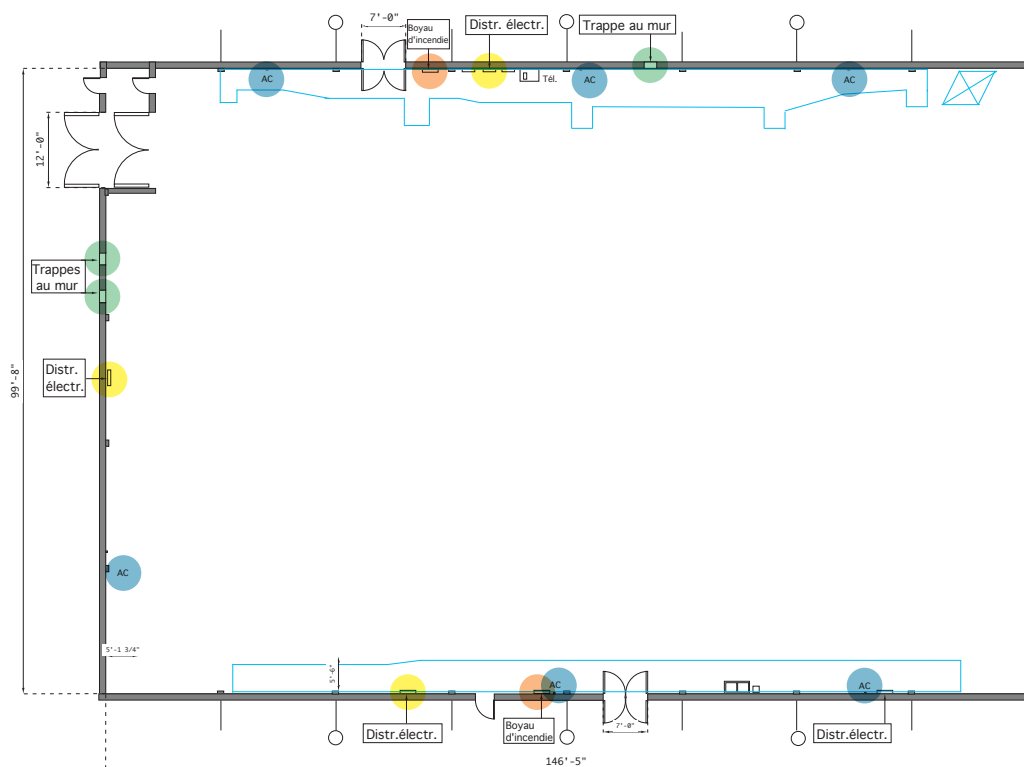 7'-0"
Boyau
d'incendie
Distr. électr.
Trappe au mur
AC
Tél.
AC
AC
12'-0"
Trappes
au mur
99'-8"
Distr.
électr.
AC
5'-1 3/4"
5'-6"
AC
AC
Distr.électr.
Boyau
d'incendie
7'-0"
Distr.électr.
146'-5"